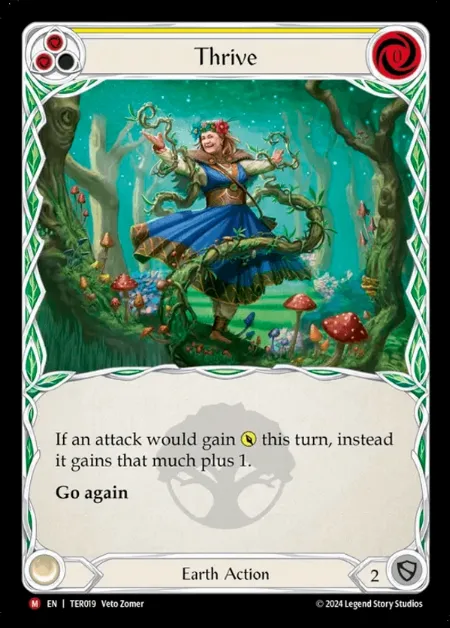 Thrive
0
If an attack would gain this turn, instead
it gains that much plus 1.
Go again
Earth Action
2
M EN | TER019 Veto Zomer
© 2024 Legend Story Studios